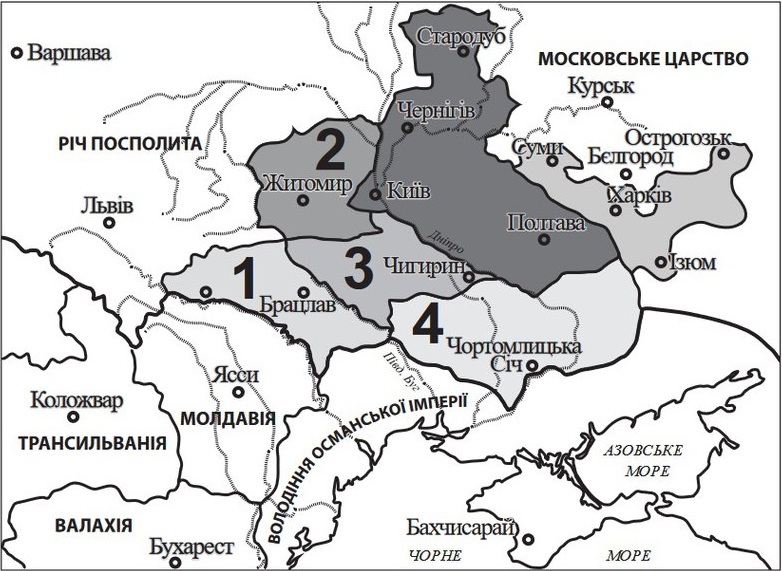 Стародуб
Варшава
МОСКОВСЬКЕ ЦАРСТВО
Курськ
Чернігів
РІЧ ПОСПОЛИТА
2
Суми
Острогозьк
Бєлгород
Житомир
Київ
Харків
Львів
Полтава
Дніпро
1
3
Чигирин
Ізюм
Брацлав
4
Чортомлицька
Січ
Півд. Буг
Ясси
Коложвар
МОЛДАВІЯ
ТРАНСИЛЬВАНІЯ
ВОЛОДІННЯ ОСМАНСЬКОЇ ІМПЕРІЇ
АЗОВСЬКЕ
МОРЕ
ВАЛАХІЯ
Бахчисарай
Бухарест
ЧОРНЕ
МОРЕ